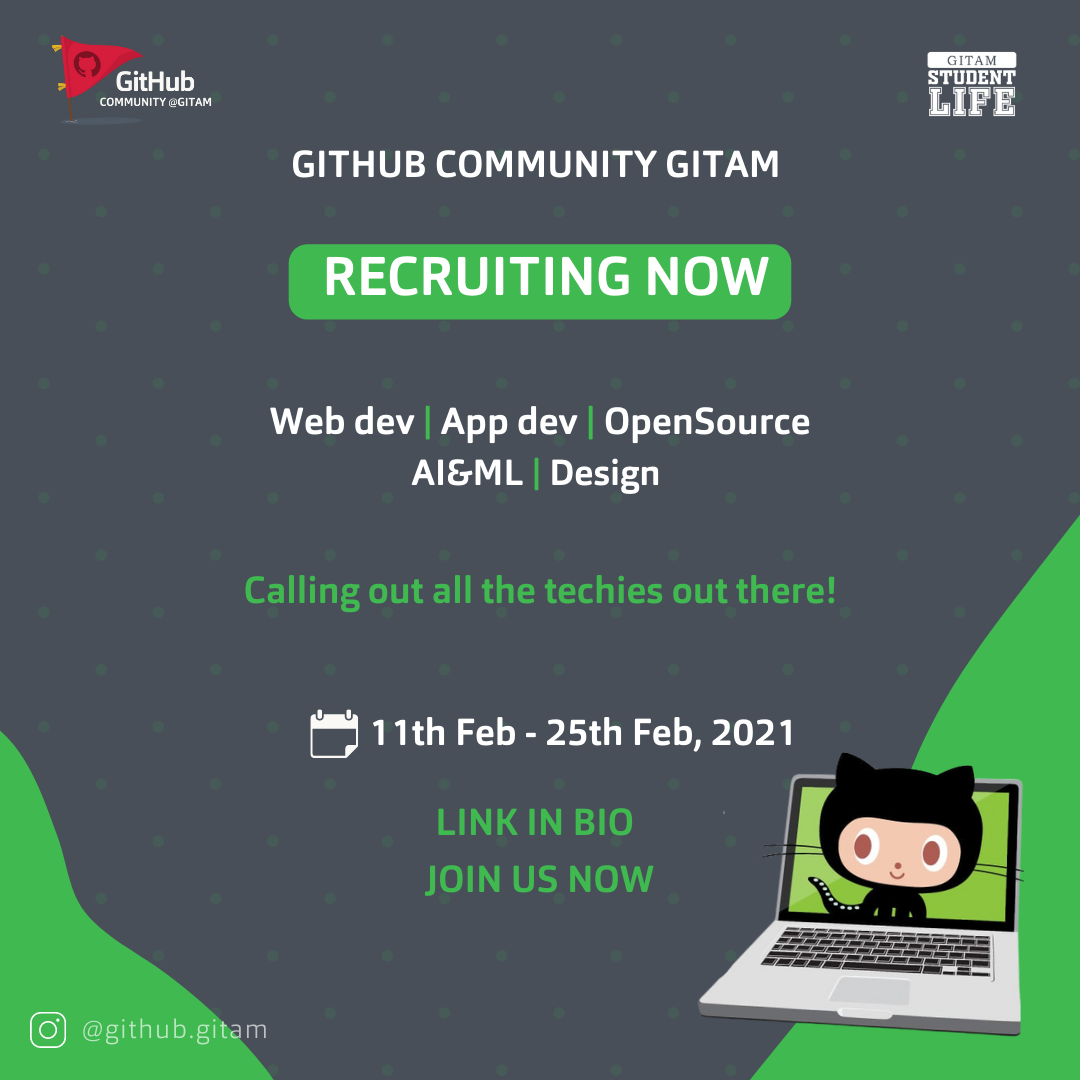 GitHub
COMMUNITY @GITAM
GITAM
STUDENT
LIFE
GITHUB COMMUNITY GITAM
RECRUITING NOW
Web dev | App dev | OpenSource
AI&ML | Design
Calling out all the techies out there!
11th Feb - 25th Feb, 2021
LINK IN BIO
JOIN US NOW
@github.gitam